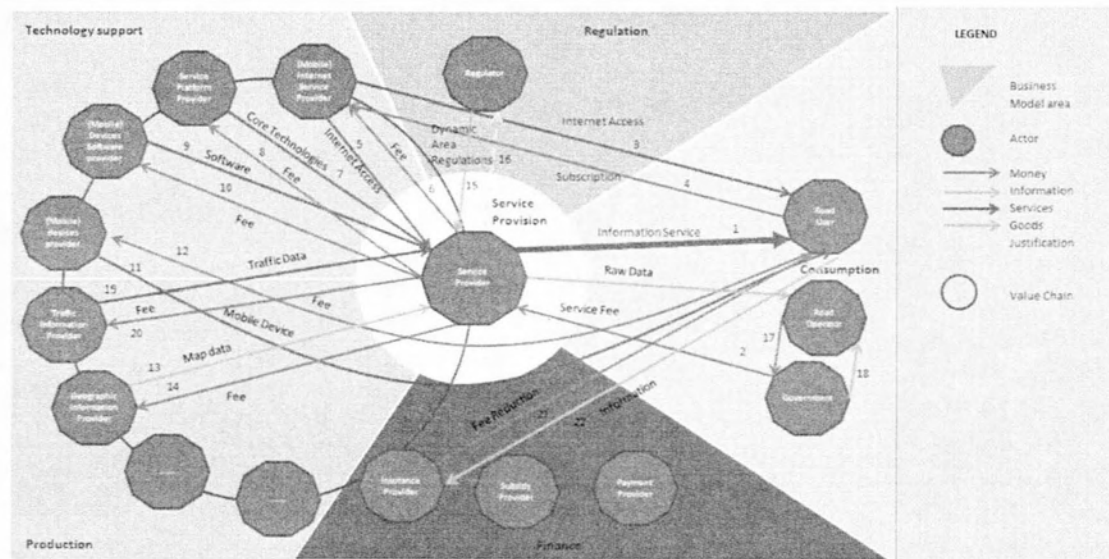 Technology support
Regulation
LEGEND
Service
Platform
Provider
(Mobile)
Internet
Service
Provider
Regulator
Business
Model area
(Mobile)
Devices
Software
provider
Core Technologies
Internet Access
Fee
Dynamic
Area
Regulations
Internet Access
Actor
9
Software
8
Fee
7
5
6
15
16
3
Subscription
4
Money
Information
Services
Goods
Justification
10
Fee
Service
Provision
Road
User
(Mobile)
devices
provider
12
Information Service
1
Consumption
Traffic Data
Service
Provider
Raw Data
11
19
Fee
Fee
Mobile Device
Service Fee
Value Chain
Traffic
Information
Provider
20
Road
Operator
17
13
Map data
2
18
14
Fee
Geographic
Information
Provider
Government
Fee Reduction
21
22
Information
Insurance
Provider
Subsidy
Provider
Payment
Provider
Production
Finance